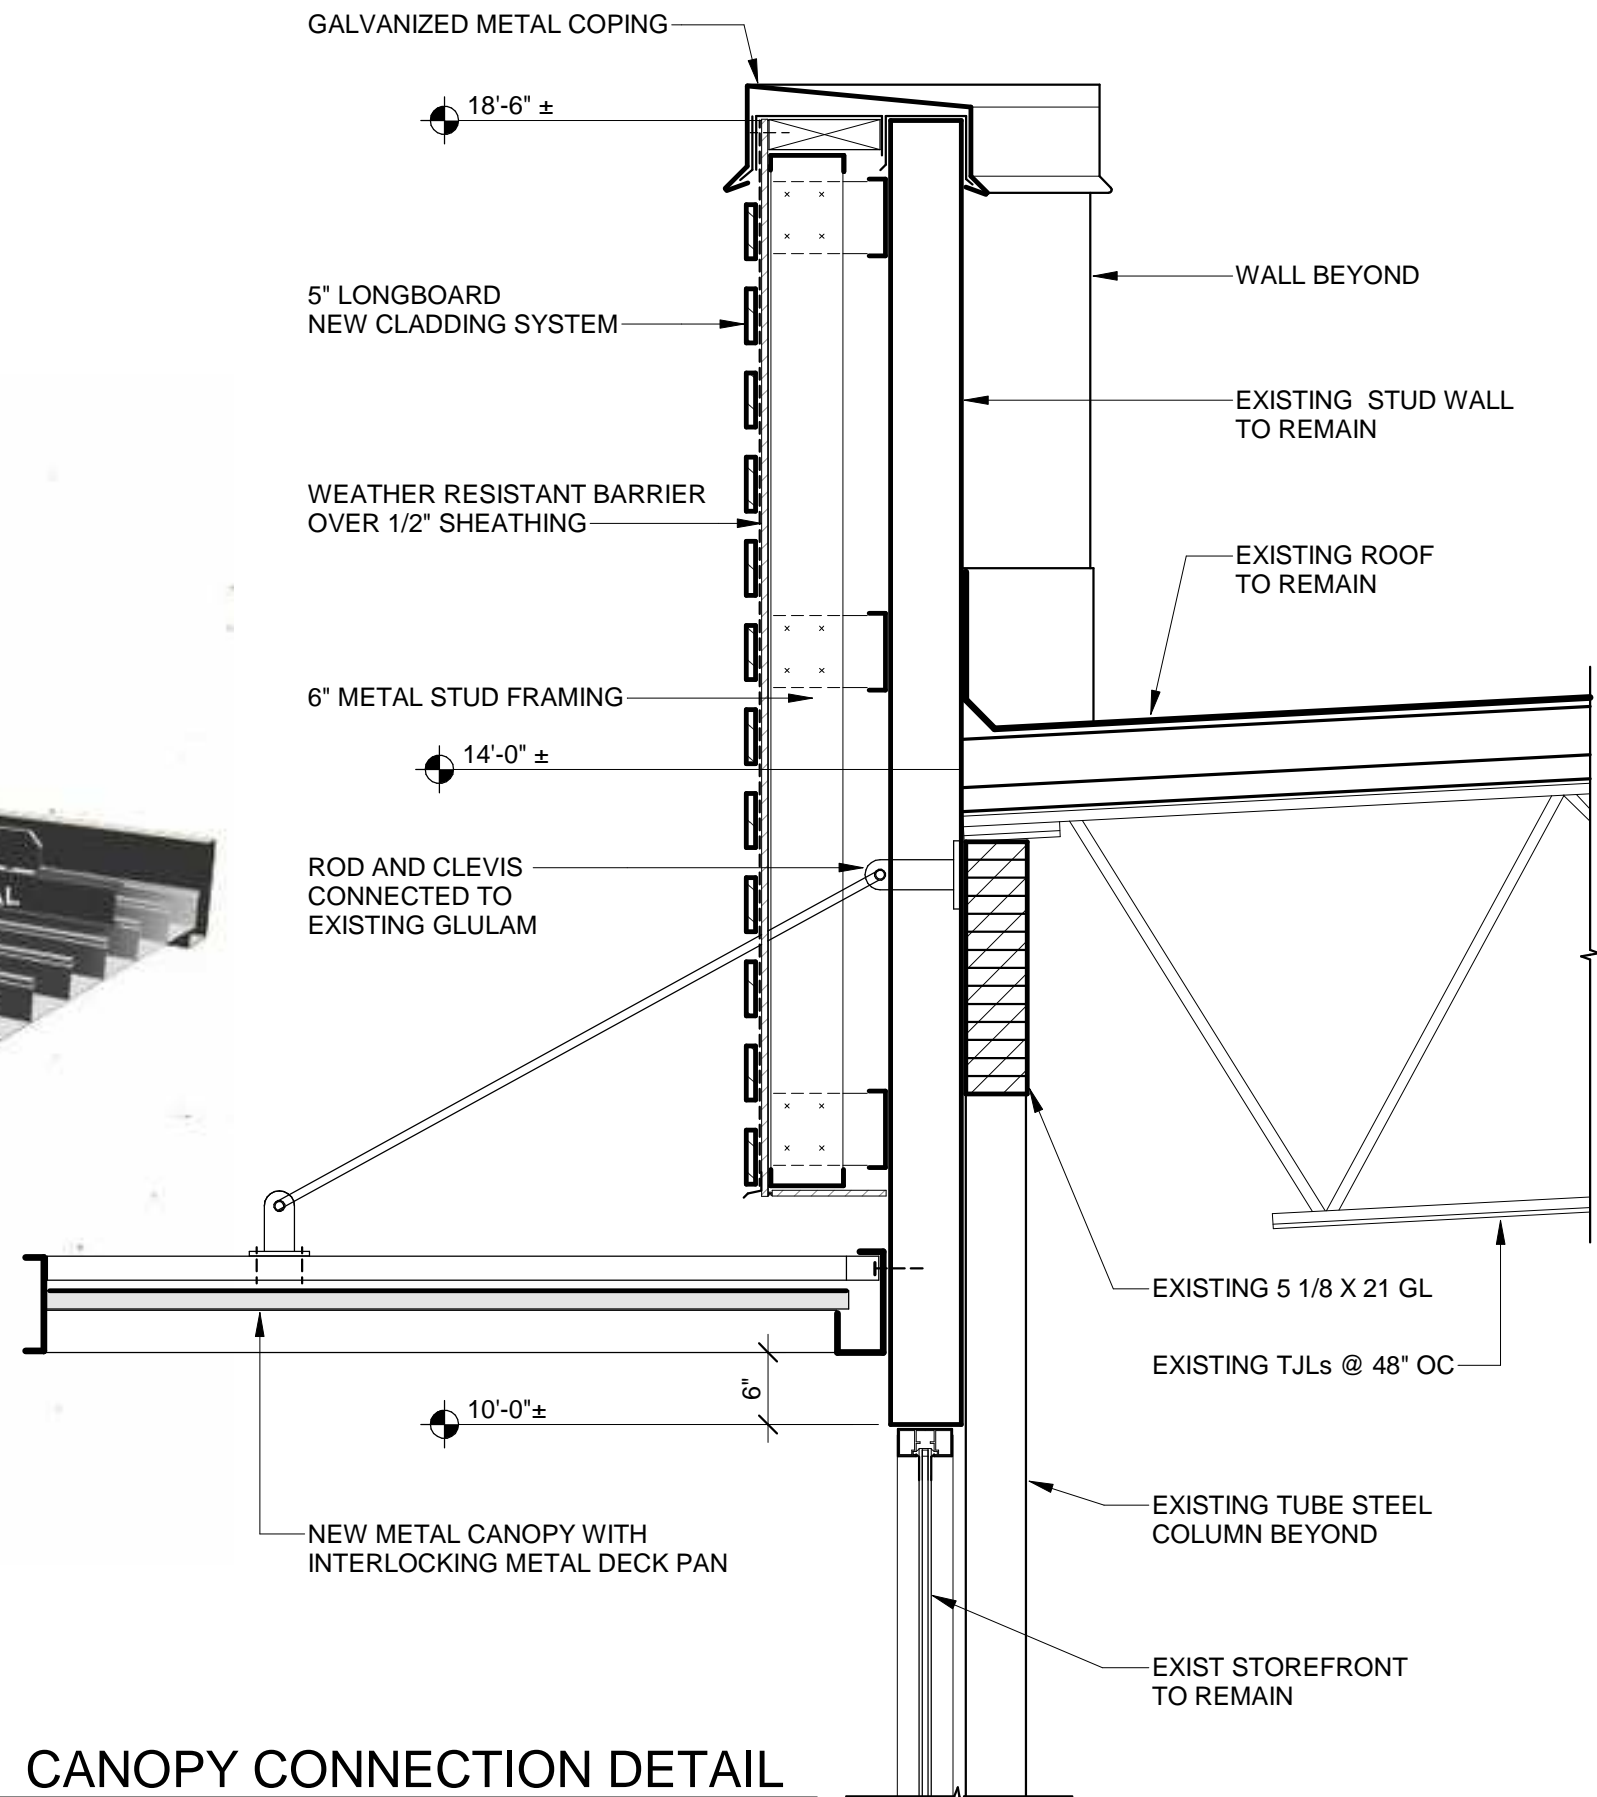 GALVANIZED METAL COPING
18'-6" ±
5" LONGBOARD
NEW CLADDING SYSTEM
WALL BEYOND
EXISTING STUD WALL
TO REMAIN
WEATHER RESISTANT BARRIER
OVER 1/2" SHEATHING
EXISTING ROOF
TO REMAIN
6" METAL STUD FRAMING
14'-0" ±
ROD AND CLEVIS
CONNECTED TO
EXISTING GLULAM
EXISTING 5 1/8 X 21 GL
EXISTING TJLs @ 48" OC
6"
10'-0"±
EXISTING TUBE STEEL
COLUMN BEYOND
NEW METAL CANOPY WITH
INTERLOCKING METAL DECK PAN
EXIST STOREFRONT
TO REMAIN
CANOPY CONNECTION DETAIL